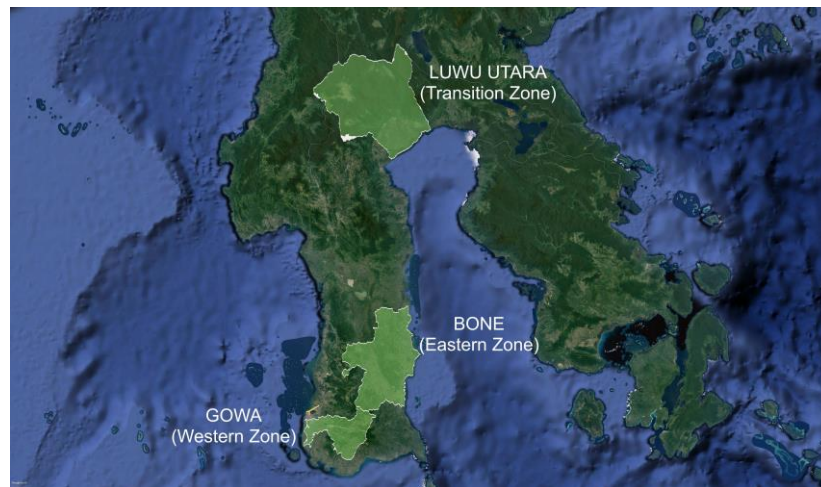 LUWU UTARA
(Transition Zone)
BONE
(Eastern Zone)
GOWA
(Western Zone)